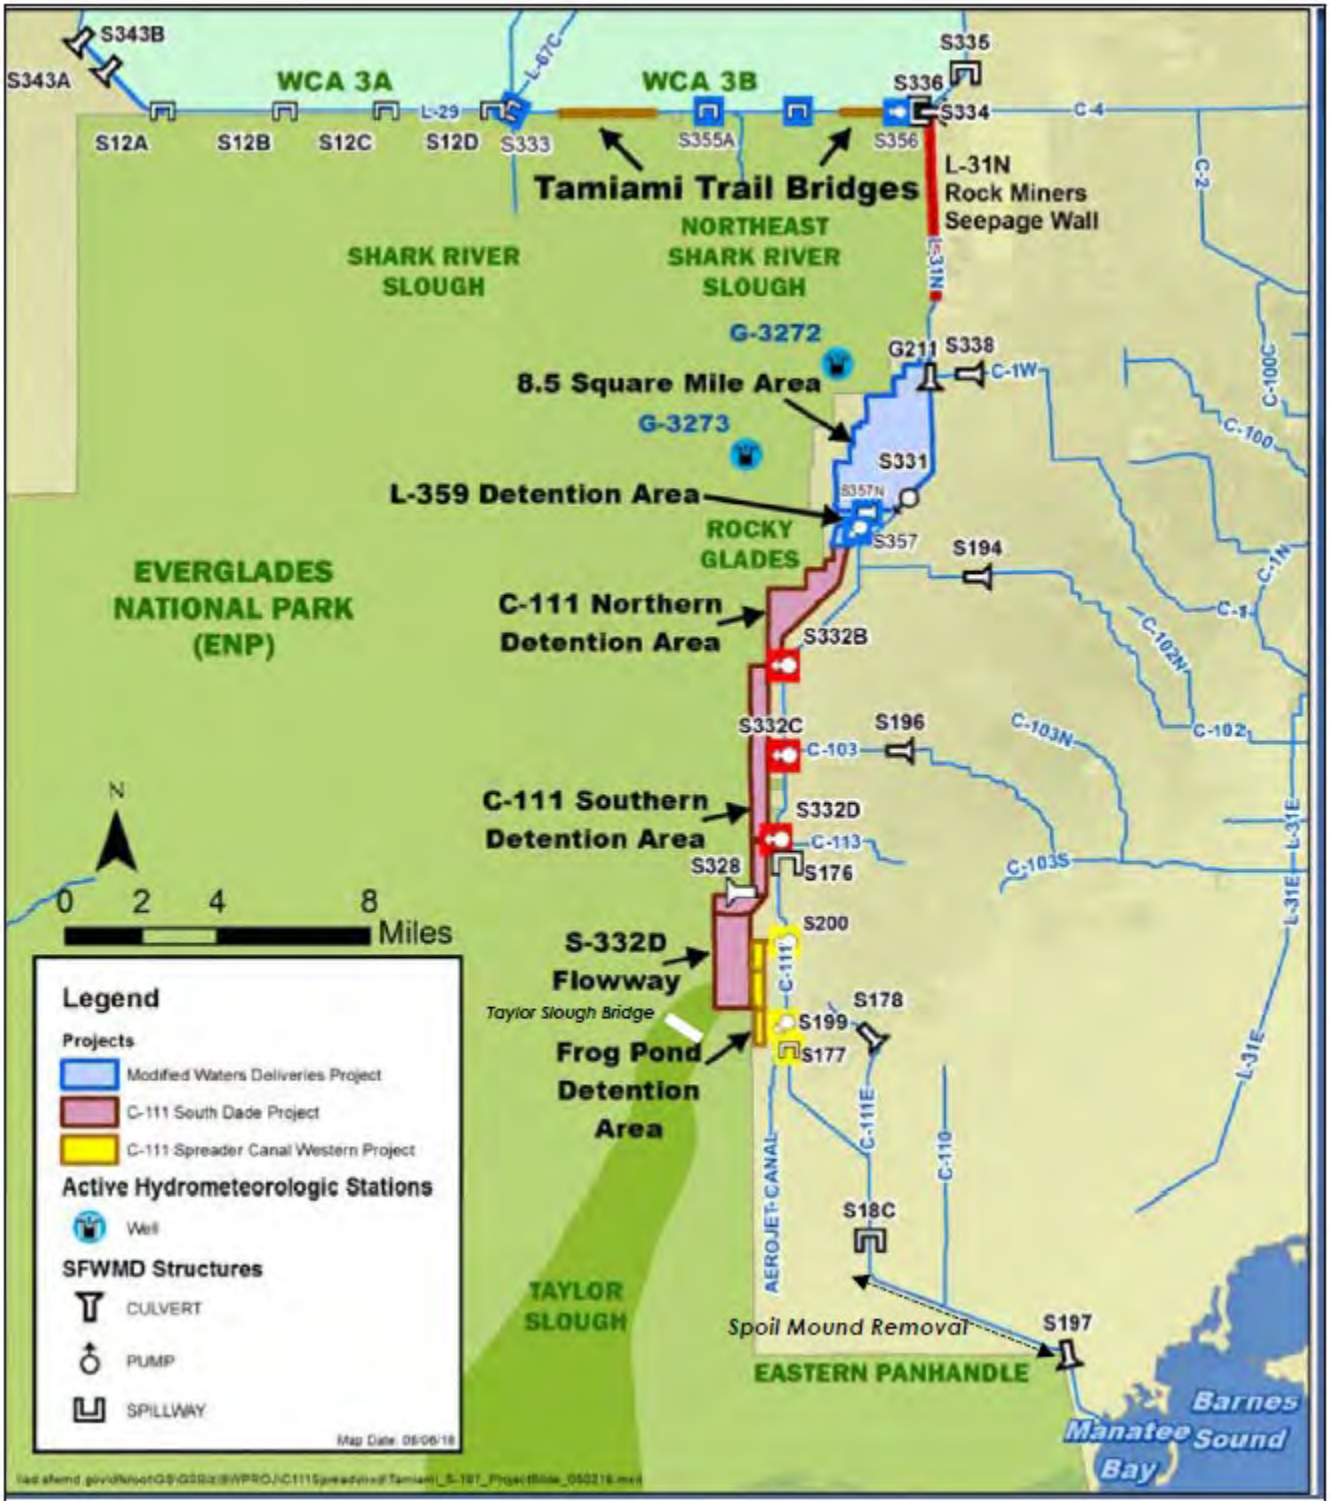 S343B
S335
S343A
WCA 3A
L-67C
WCA 3B
S336
L-29
S334
C-4
S12A
S12B
S12C
S12D
S333
S355A
S356
C-2
Tamiami Trail Bridges
L-31N
Rock Miners
Seepage Wall
SHARK RIVER
SLOUGH
NORTHEAST
SHARK RIVER
SLOUGH
L-31N
G-3272
G211
S338
C-1W
C-100C
8.5 Square Mile Area
G-3273
C-100
S331
L-359 Detention Area
S357N
ROCKY
GLADES
S357
S194
C-1N
EVERGLADES
NATIONAL PARK
(ENP)
C-111 Northern
Detention Area
C-1
S332B
C-102N
S332C
C-103
S196
C-103N
C-102
N
C-111 Southern
Detention Area
S332D
C-113
L-31E
S328
S176
C-103S
L-31E
0 2 4 8
Miles
S200
S-332D
Flowway
C-111
S178
Taylor Slough Bridge
S199
S177
Frog Pond
Detention
Area
L-31E
C-111E
C-110
AEROJET-CANAL
S18C
TAYLOR
SLOUGH
Spoil Mound Removal
S197
EASTERN PANHANDLE
Barnes
Sound
Manatee
Bay
Legend
Projects
Modified Waters Deliveries Project
C-111 South Dade Project
C-111 Spreader Canal Western Project
Active Hydrometeorologic Stations
Well
SFWMD Structures
CULVERT
PUMP
SPILLWAY
Map Date: